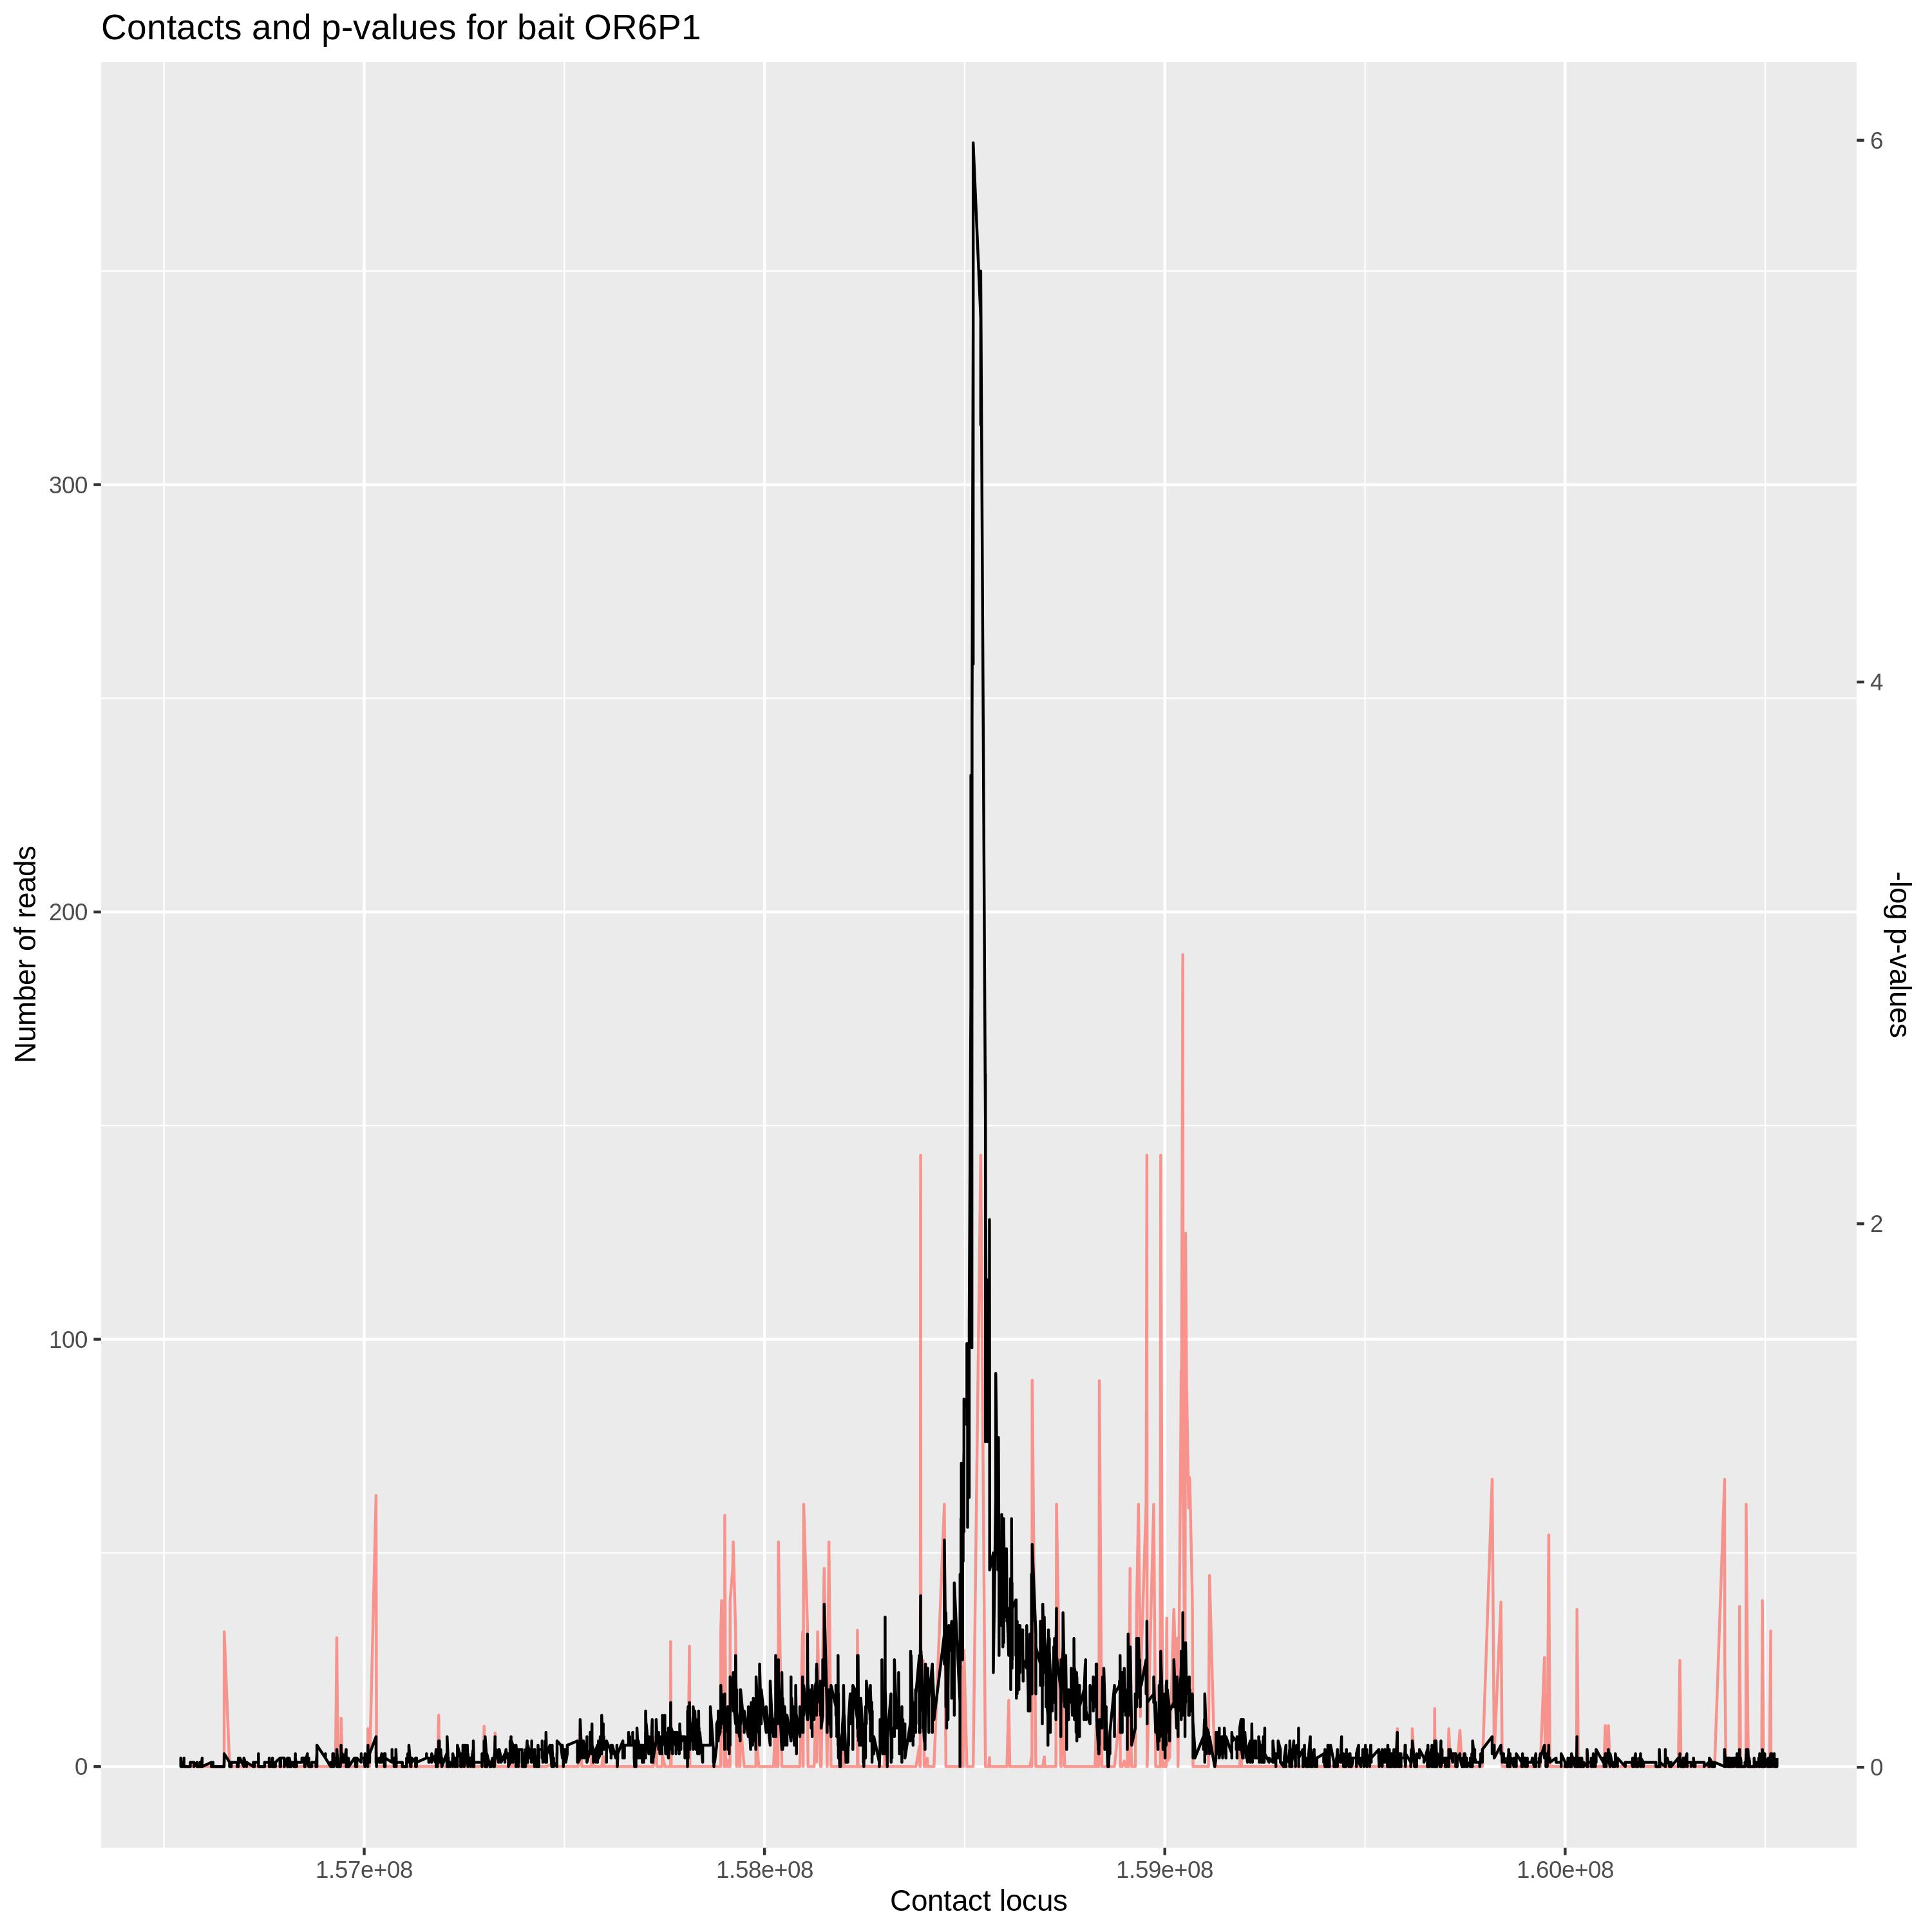 Contacts and p-values for bait OR6P1
Number of reads
300
200
100
0
6
4
2
0
-log p-values
1.57e+08
1.58e+08
1.59e+08
1.60e+08
Contact locus